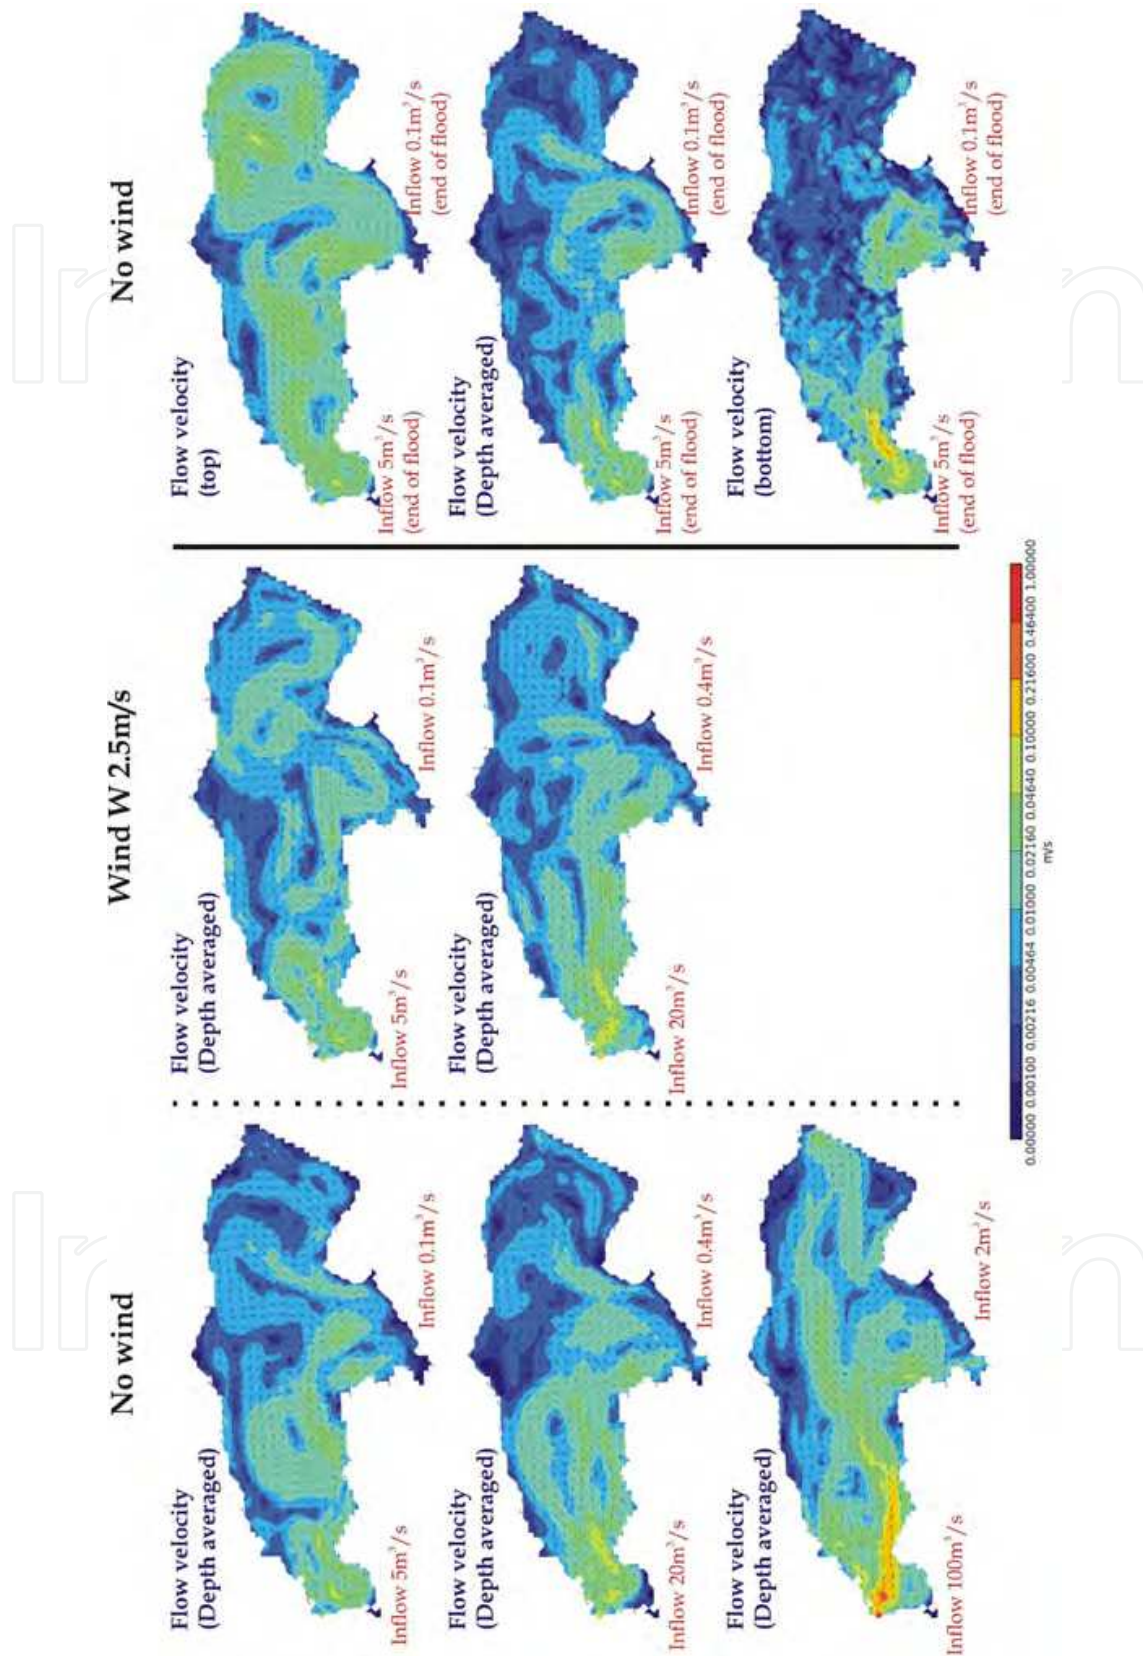 No wind
Flow velocity
(Depth averaged)
Inflow 5m³/s
Inflow 0.1m³/s
Flow velocity
(Depth averaged)
Inflow 20m³/s
Inflow 0.4m³/s
Flow velocity
(Depth averaged)
Inflow 100m³/s
Inflow 2m³/s
Wind W 2.5m/s
Flow velocity
(Depth averaged)
Inflow 5m³/s
Inflow 0.1m³/s
Flow velocity
(Depth averaged)
Inflow 20m³/s
Inflow 0.4m³/s
No wind
Flow velocity
(top)
Inflow 5m³/s
(end of flood)
Inflow 0.1m³/s
(end of flood)
Flow velocity
(Depth averaged)
Inflow 5m³/s
(end of flood)
Inflow 0.1m³/s
(end of flood)
Flow velocity
(bottom)
Inflow 5m³/s
(end of flood)
Inflow 0.1m³/s
(end of flood)
0.00000 0.00100 0.00216 0.00464 0.01000 0.02160 0.04640 0.10000 0.21600 0.46400 1.00000
m/s